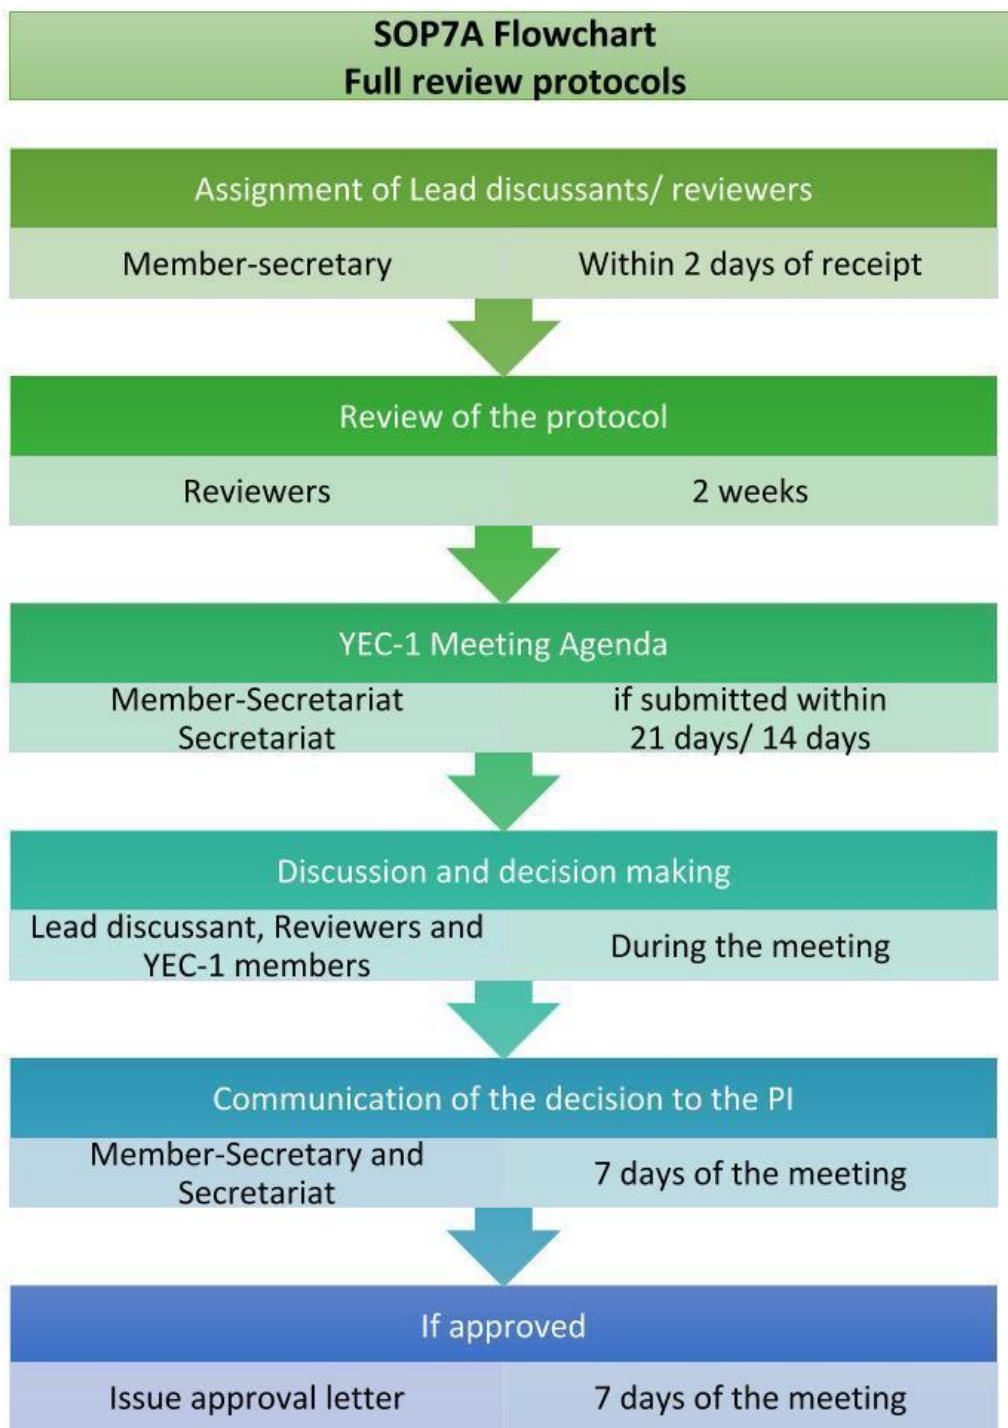 SOP7A Flowchart
Full review protocols
Assignment of Lead discussants/ reviewers
Member-secretary
Within 2 days of receipt
Review of the protocol
Reviewers
2 weeks
YEC-1 Meeting Agenda
Member-Secretariat
Secretariat
if submitted within
21 days/ 14 days
Discussion and decision making
Lead discussant, Reviewers and
YEC-1 members
During the meeting
Communication of the decision to the PI
Member-Secretary and
Secretariat
7 days of the meeting
If approved
Issue approval letter
7 days of the meeting